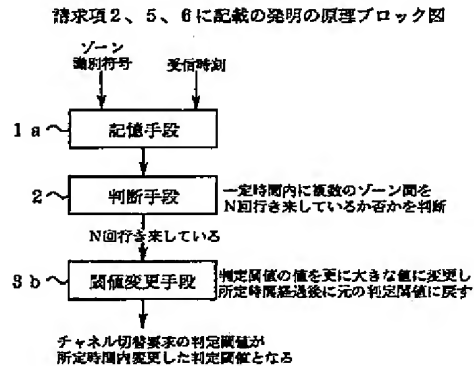 請求項2、5、6に記載の発明の原理ブロック図
ゾーン
識別符号
受信時刻
1a
記憶手段
2
判断手段
一定時間内に複数のゾーン間を
N回行き来しているか否かを判断
N回行き来している
3b
閾値変更手段
判定閾値の値を更に大きな値に変更し
所定時間経過後に元の判定閾値に戻す
チャネル切替要求の判定閾値が
所定時間内変更した判定閾値となる